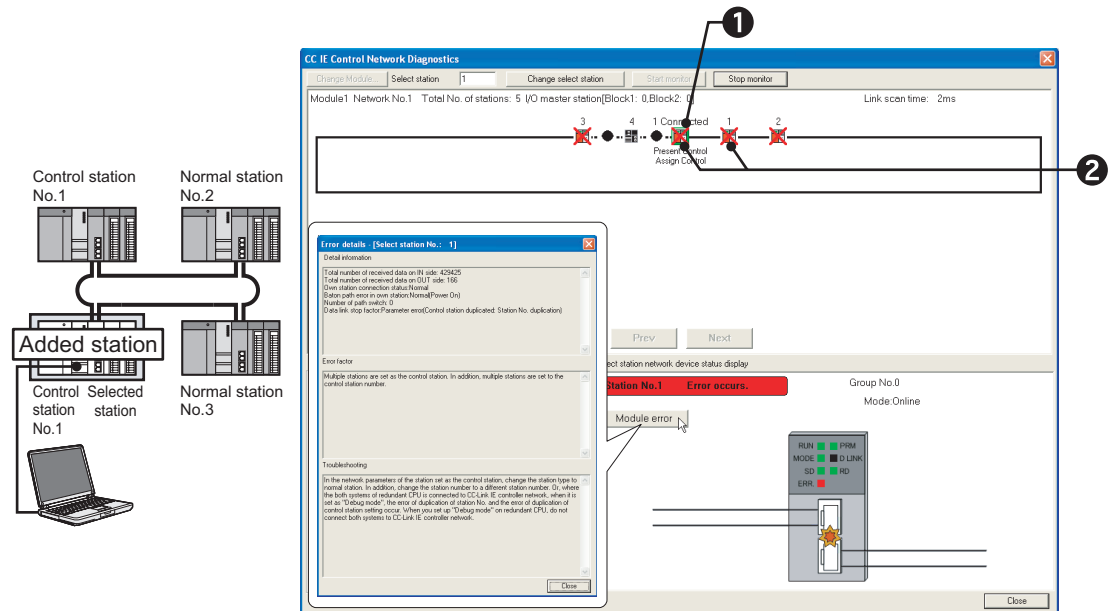 1
CC IE Control Network Diagnostics
Change Module... Select station 1 Change select station Start monitor Stop monitor
Module1 Network No.1 Total No. of stations: 5 I/O master station[Block1: 0,Block2: 0] Link scan time: 2ms
3 4 1 Connected 1 2
Present Control
Assign Control
2
Control station No.1
Normal station No.2
Added station
Control station No.1
Selected station
Normal station No.3
Error details - [Select station No.: 1]
Detail information
Total number of received data on IN side: 429425
Total number of received data on OUT side: 166
Own station connection status:Normal
Baton path error in own station:Normal(Power On)
Number of path switch: 0
Data link stop factor:Parameter error(Control station duplicated: Station No. duplication)
Error factor
Multiple stations are set as the control station. In addition, multiple stations are set to the
control station number.
Troubleshooting
In the network parameters of the station set as the control station, change the station type to
normal station. In addition, change the station number to a different station number. Or, where
the both systems of redundant CPU is connected to CC-Link IE controller network, when it is
set as "Debug mode", the error of duplication of station No. and the error of duplication of
control station setting occur. When you set up "Debug mode" on redundant CPU, do not
connect both systems to CC-Link IE controller network.
Close
Prev Next
ect station network device status display
Station No.1 Error occurs.
Group No.0
Mode:Online
Module error
RUN PRM
MODE D LINK
SD RD
ERR.
Close